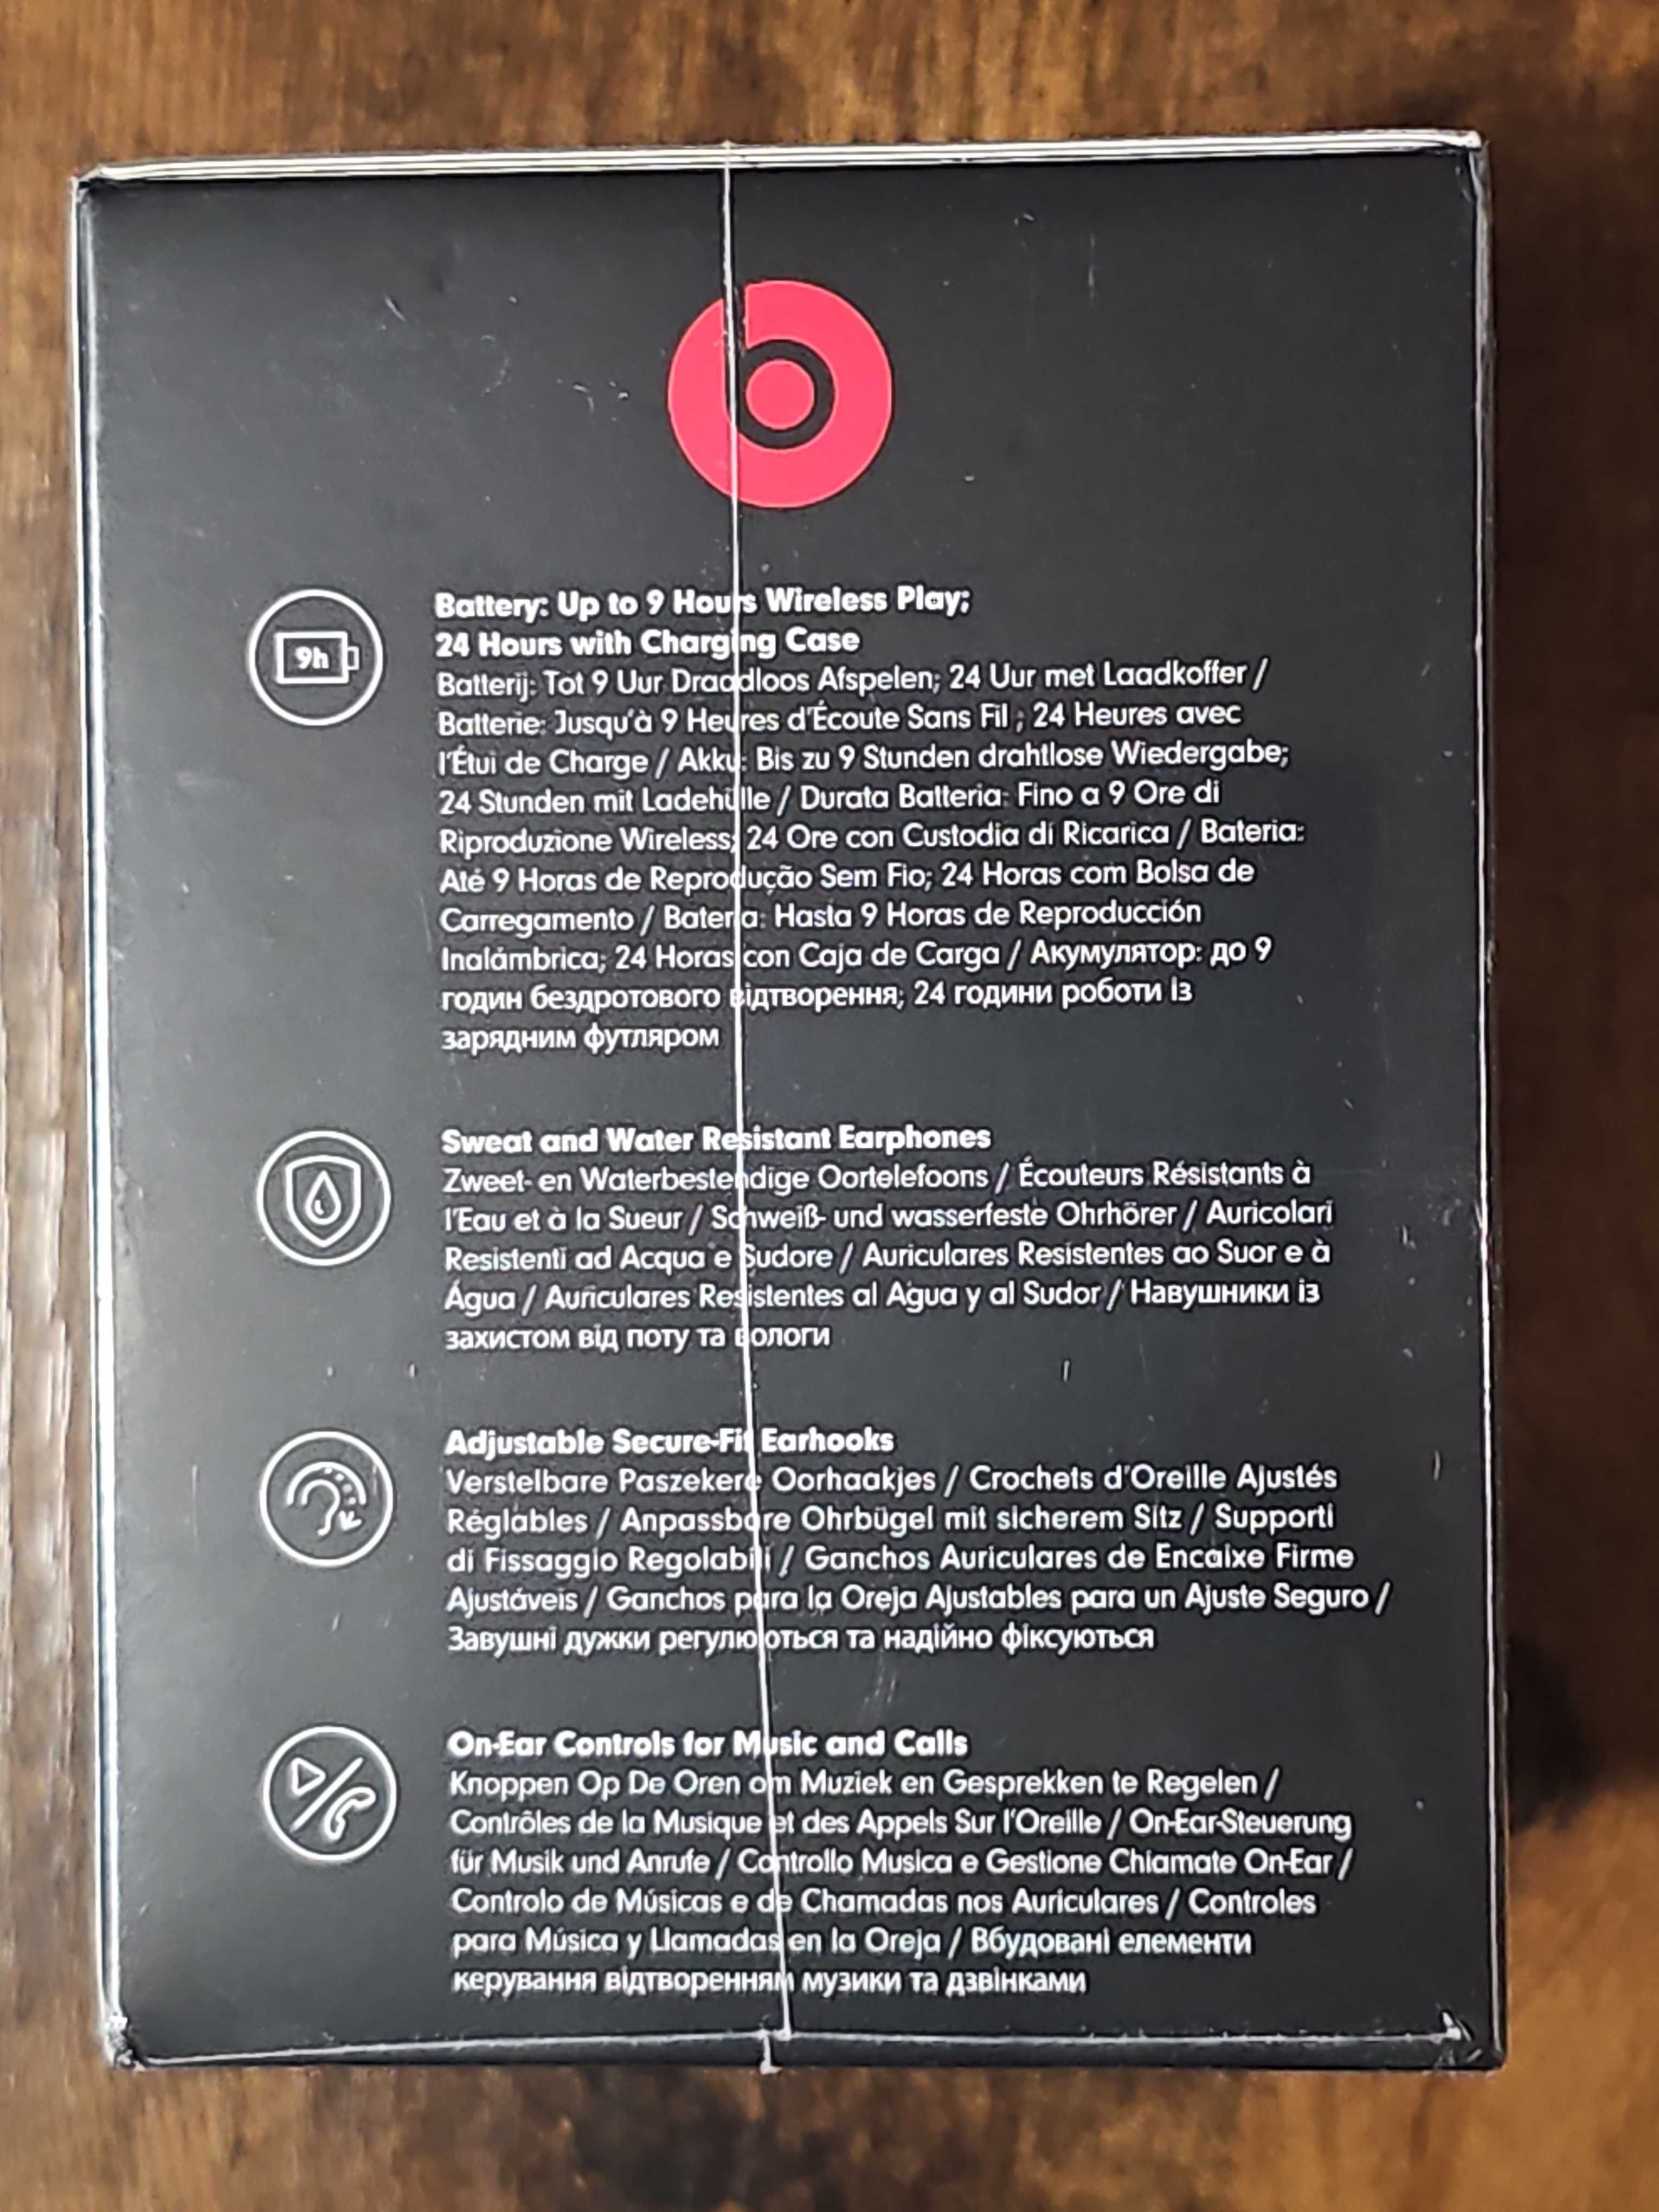 b
9h
Battery: Up to 9 Hours Wireless Play;
24 Hours with Charging Case
Batterij: Tot 9 Uur Draadloos Afspelen; 24 Uur met Laadkoffer /
Batterie: Jusqu'à 9 Heures d'Écoute Sans Fil ; 24 Heures avec
l'Étui de Charge / Akku: Bis zu 9 Stunden drahtlose Wiedergabe;
24 Stunden mit Ladehülle / Durata Batteria: Fino a 9 Ore di
Riproduzione Wireless; 24 Ore con Custodia di Ricarica / Bateria:
Até 9 Horas de Reprodução Sem Fio; 24 Horas com Bolsa de
Carregamento / Batería: Hasta 9 Horas de Reproducción
Inalámbrica; 24 Horas con Caja de Carga / Акумулятор: до 9
годин бездротового відтворення; 24 години роботи із
зарядним футляром
Sweat and Water Resistant Earphones
Zweet- en Waterbestendige Oortelefoons / Écouteurs Résistants à
l'Eau et à la Sueur / Schweiß- und wasserfeste Ohrhörer / Auricolari
Resistenti ad Acqua e Sudore / Auriculares Resistentes ao Suor e à
Água / Auriculares Resistentes al Agua y al Sudor / Навушники із
захистом від поту та вологи
Adjustable Secure-Fit Earhooks
Verstelbare Paszekere Oorhaakjes / Crochets d'Oreille Ajustés
Réglables / Anpassbare Ohrbügel mit sicherem Sitz / Supporti
di Fissaggio Regolabili / Ganchos Auriculares de Encaixe Firme
Ajustáveis / Ganchos para la Oreja Ajustables para un Ajuste Seguro /
Завушні дужки регулюються та надійно фіксуються
On-Ear Controls for Music and Calls
Knoppen Op De Oren om Muziek en Gesprekken te Regelen /
Contrôles de la Musique et des Appels Sur l'Oreille / On-Ear-Steuerung
für Musik und Anrufe / Controllo Musica e Gestione Chiamate On-Ear /
Controlo de Músicas e de Chamadas nos Auriculares / Controles
para Música y Llamadas en la Oreja / Вбудовані елементи
керування відтворенням музики та дзвінками